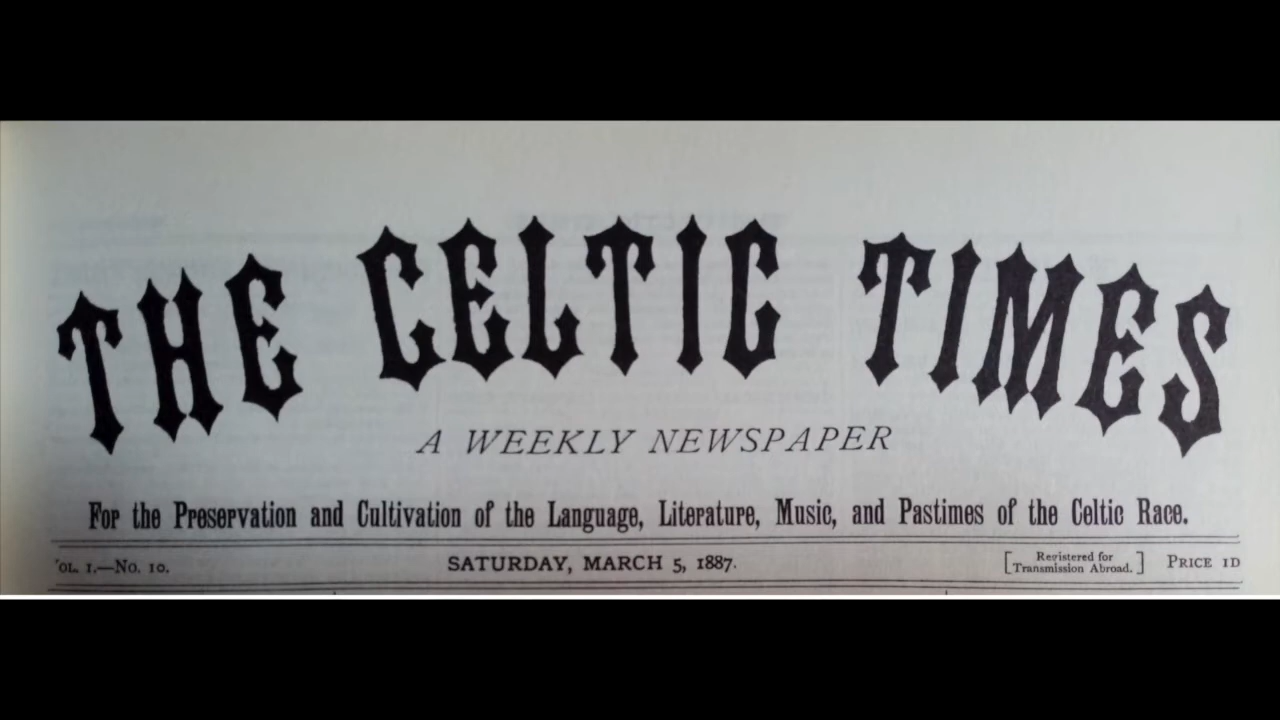 THE CELTIC TIMES
A WEEKLY NEWSPAPER
For the Preservation and Cultivation of the Language, Literature, Music, and Pastimes of the Celtic Race.
OL. I.—No. 10. SATURDAY, MARCH 5, 1887. [Registered for Transmission Abroad.] PRICE 1D